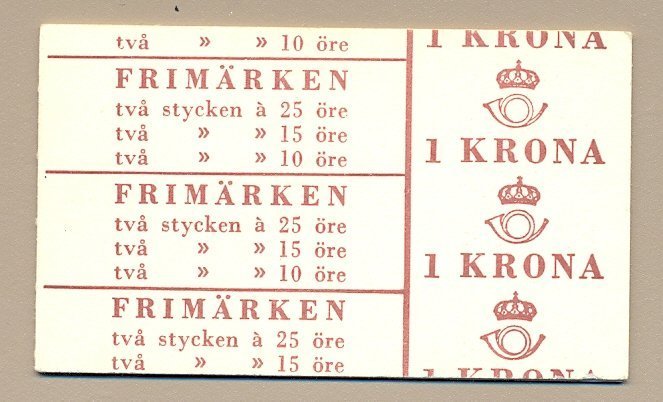 två » » 10 öre
FRIMÄRKEN
två stycken à 25 öre
två » » 15 öre
två » » 10 öre
FRIMÄRKEN
två stycken à 25 öre
två » » 15 öre
två » » 10 öre
FRIMÄRKEN
två stycken à 25 öre
två » » 15 öre
1 KRONA
1 KRONA
1 KRONA
1 KRONA